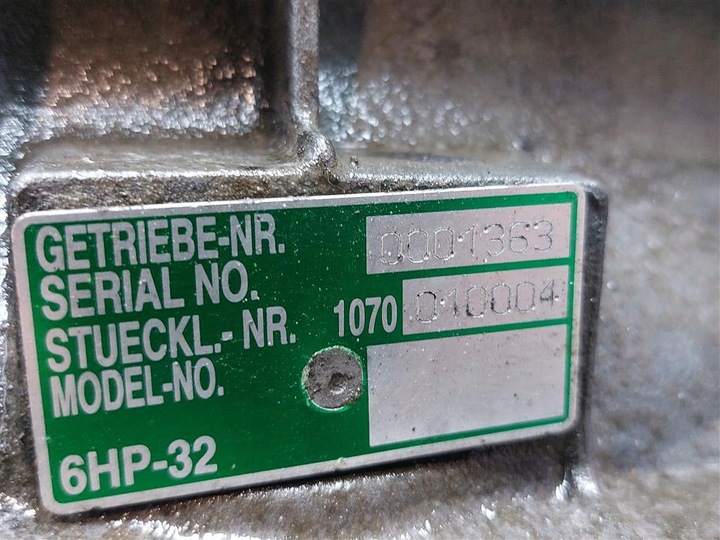 GETRIEBE-NR. 0001363
SERIAL NO.
STUECKL.- NR. 1070 010004
MODEL-NO.
6HP-32